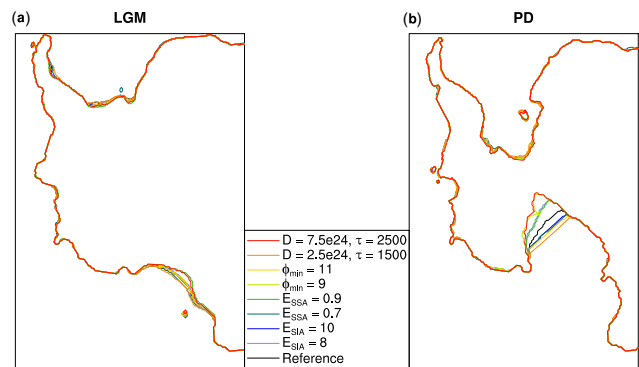 (a) LGM
(b) PD
D = 7.5e24, τ = 2500
D = 2.5e24, τ = 1500
ϕmin = 11
ϕmin = 9
ESSA = 0.9
ESSA = 0.7
ESIA = 10
ESIA = 8
Reference